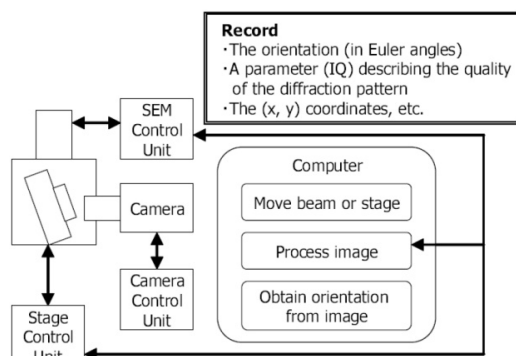 Record
·The orientation (in Euler angles)
·A parameter (IQ) describing the quality
of the diffraction pattern
·The (x, y) coordinates, etc.
SEM
Control
Unit
Computer
Move beam or stage
Camera
Process image
Camera
Control
Unit
Obtain orientation
from image
Stage
Control
Unit